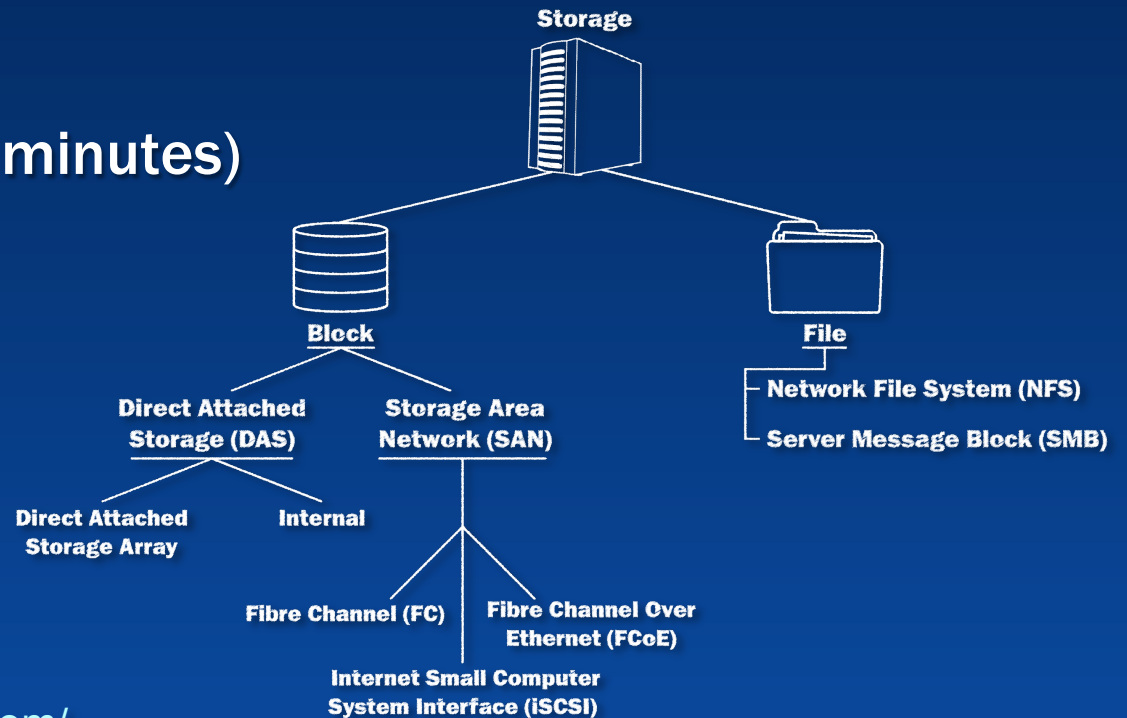 Storage
minutes)
Block
File
Direct Attached
Storage (DAS)
Storage Area
Network (SAN)
Network File System (NFS)
Server Message Block (SMB)
Direct Attached
Storage Array
Internal
Fibre Channel (FC)
Fibre Channel Over
Ethernet (FCoE)
Internet Small Computer
System Interface (iSCSI)